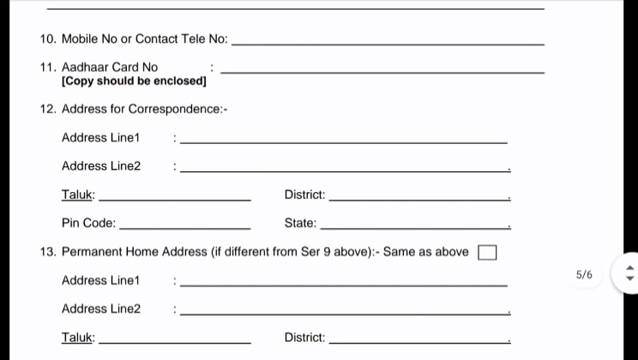 10. Mobile No or Contact Tele No:
11. Aadhaar Card No :
[Copy should be enclosed]
12. Address for Correspondence:-
Address Line1 :
Address Line2 : .
Taluk: District: .
Pin Code: State: .
13. Permanent Home Address (if different from Ser 9 above):- Same as above
Address Line1 :
5/6
Address Line2 : .
Taluk: District: .